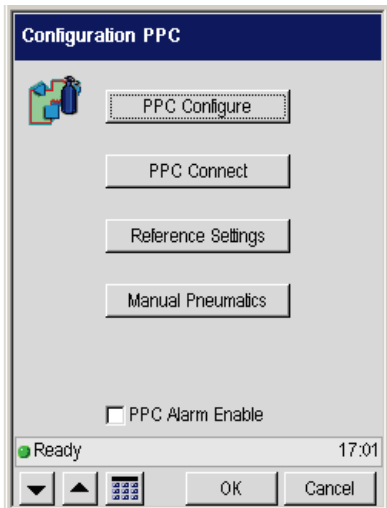 Configuration PPC
PPC Configure
PPC Connect
Reference Settings
Manual Pneumatics
PPC Alarm Enable
Ready 17:01
OK Cancel